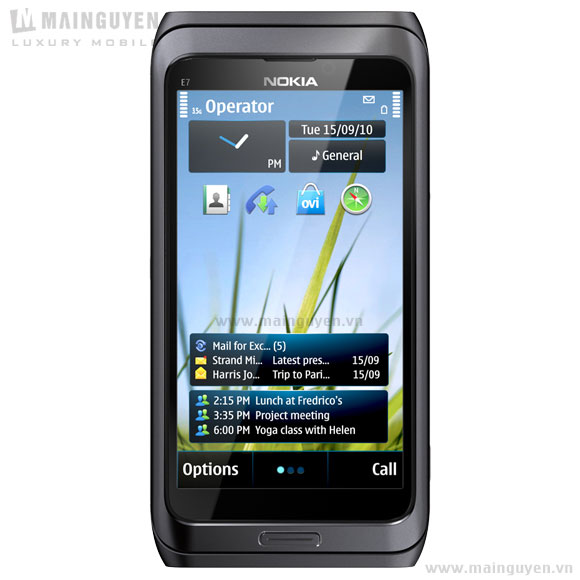 MAINGUYEN
LUXURY MOBILE
E7
NOKIA
3.5G Operator
Tue 15/09/10
PM
General
ovi
N
www.mainguyen.vn
Mail for Exc... (5)
Strand Mi... Latest pres... 15/09
Harris Jo... Trip to Pari... 15/09
2:15 PM Lunch at Fredrico's
3:35 PM Project meeting
6:00 PM Yoga class with Helen
Options Call
www.mainguyen.vn